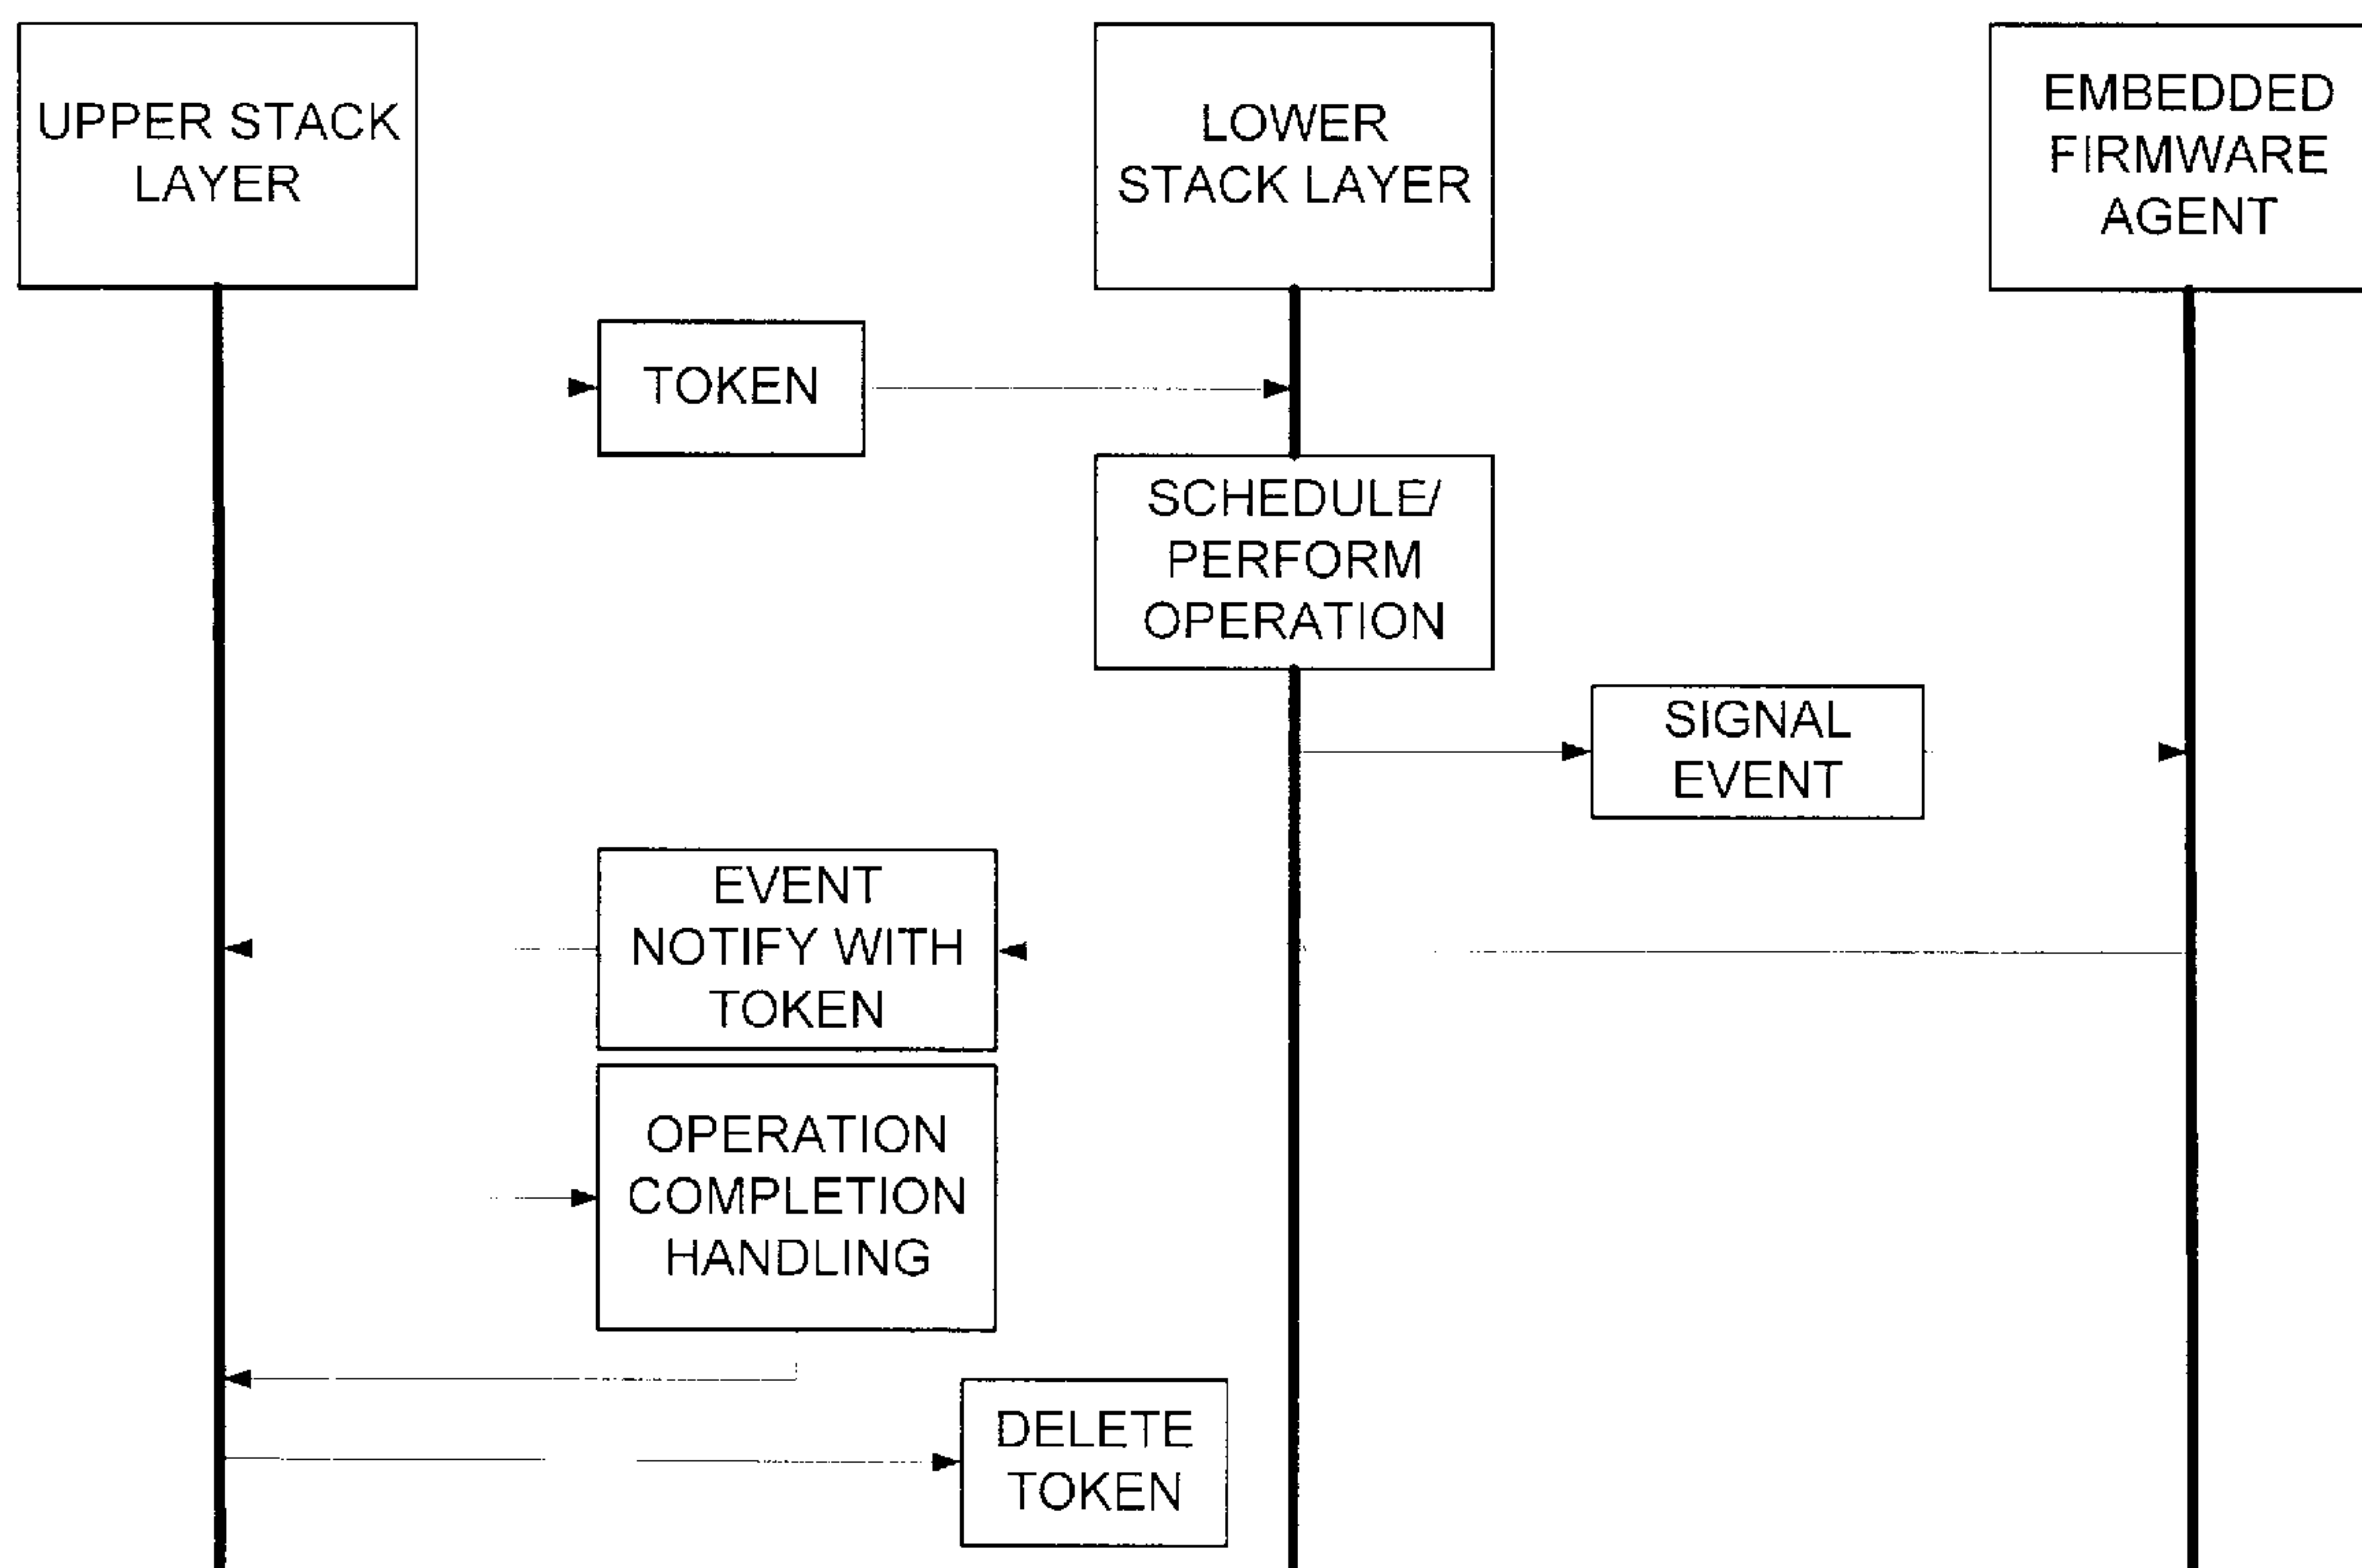 UPPER STACK
LAYER
LOWER
STACK LAYER
EMBEDDED
FIRMWARE
AGENT
TOKEN
SCHEDULE/
PERFORM
OPERATION
SIGNAL
EVENT
EVENT
NOTIFY WITH
TOKEN
OPERATION
COMPLETION
HANDLING
DELETE
TOKEN